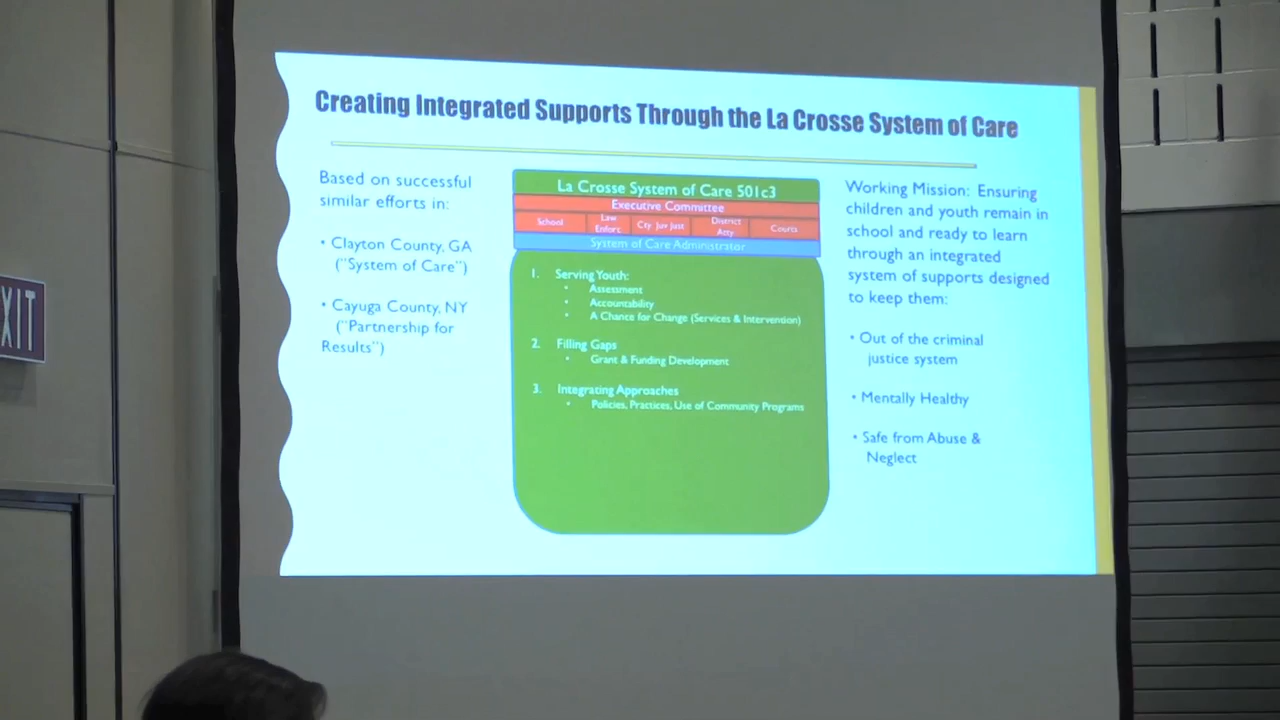 Creating Integrated Supports Through the La Crosse System of Care
Based on successful
similar efforts in:
• Clayton County, GA
("System of Care")
• Cayuga County, NY
("Partnership for
Results")
La Crosse System of Care 501c3
Executive Committee
School
Law
Enforc
Cty Juv Just
District
Atty
Courts
System of Care Administrator
1. Serving Youth:
• Assessment
• Accountability
• A Chance for Change (Services & Intervention)
2. Filling Gaps
• Grant & Funding Development
3. Integrating Approaches
• Policies, Practices, Use of Community Programs
Working Mission: Ensuring
children and youth remain in
school and ready to learn
through an integrated
system of supports designed
to keep them:
• Out of the criminal
justice system
• Mentally Healthy
• Safe from Abuse &
Neglect